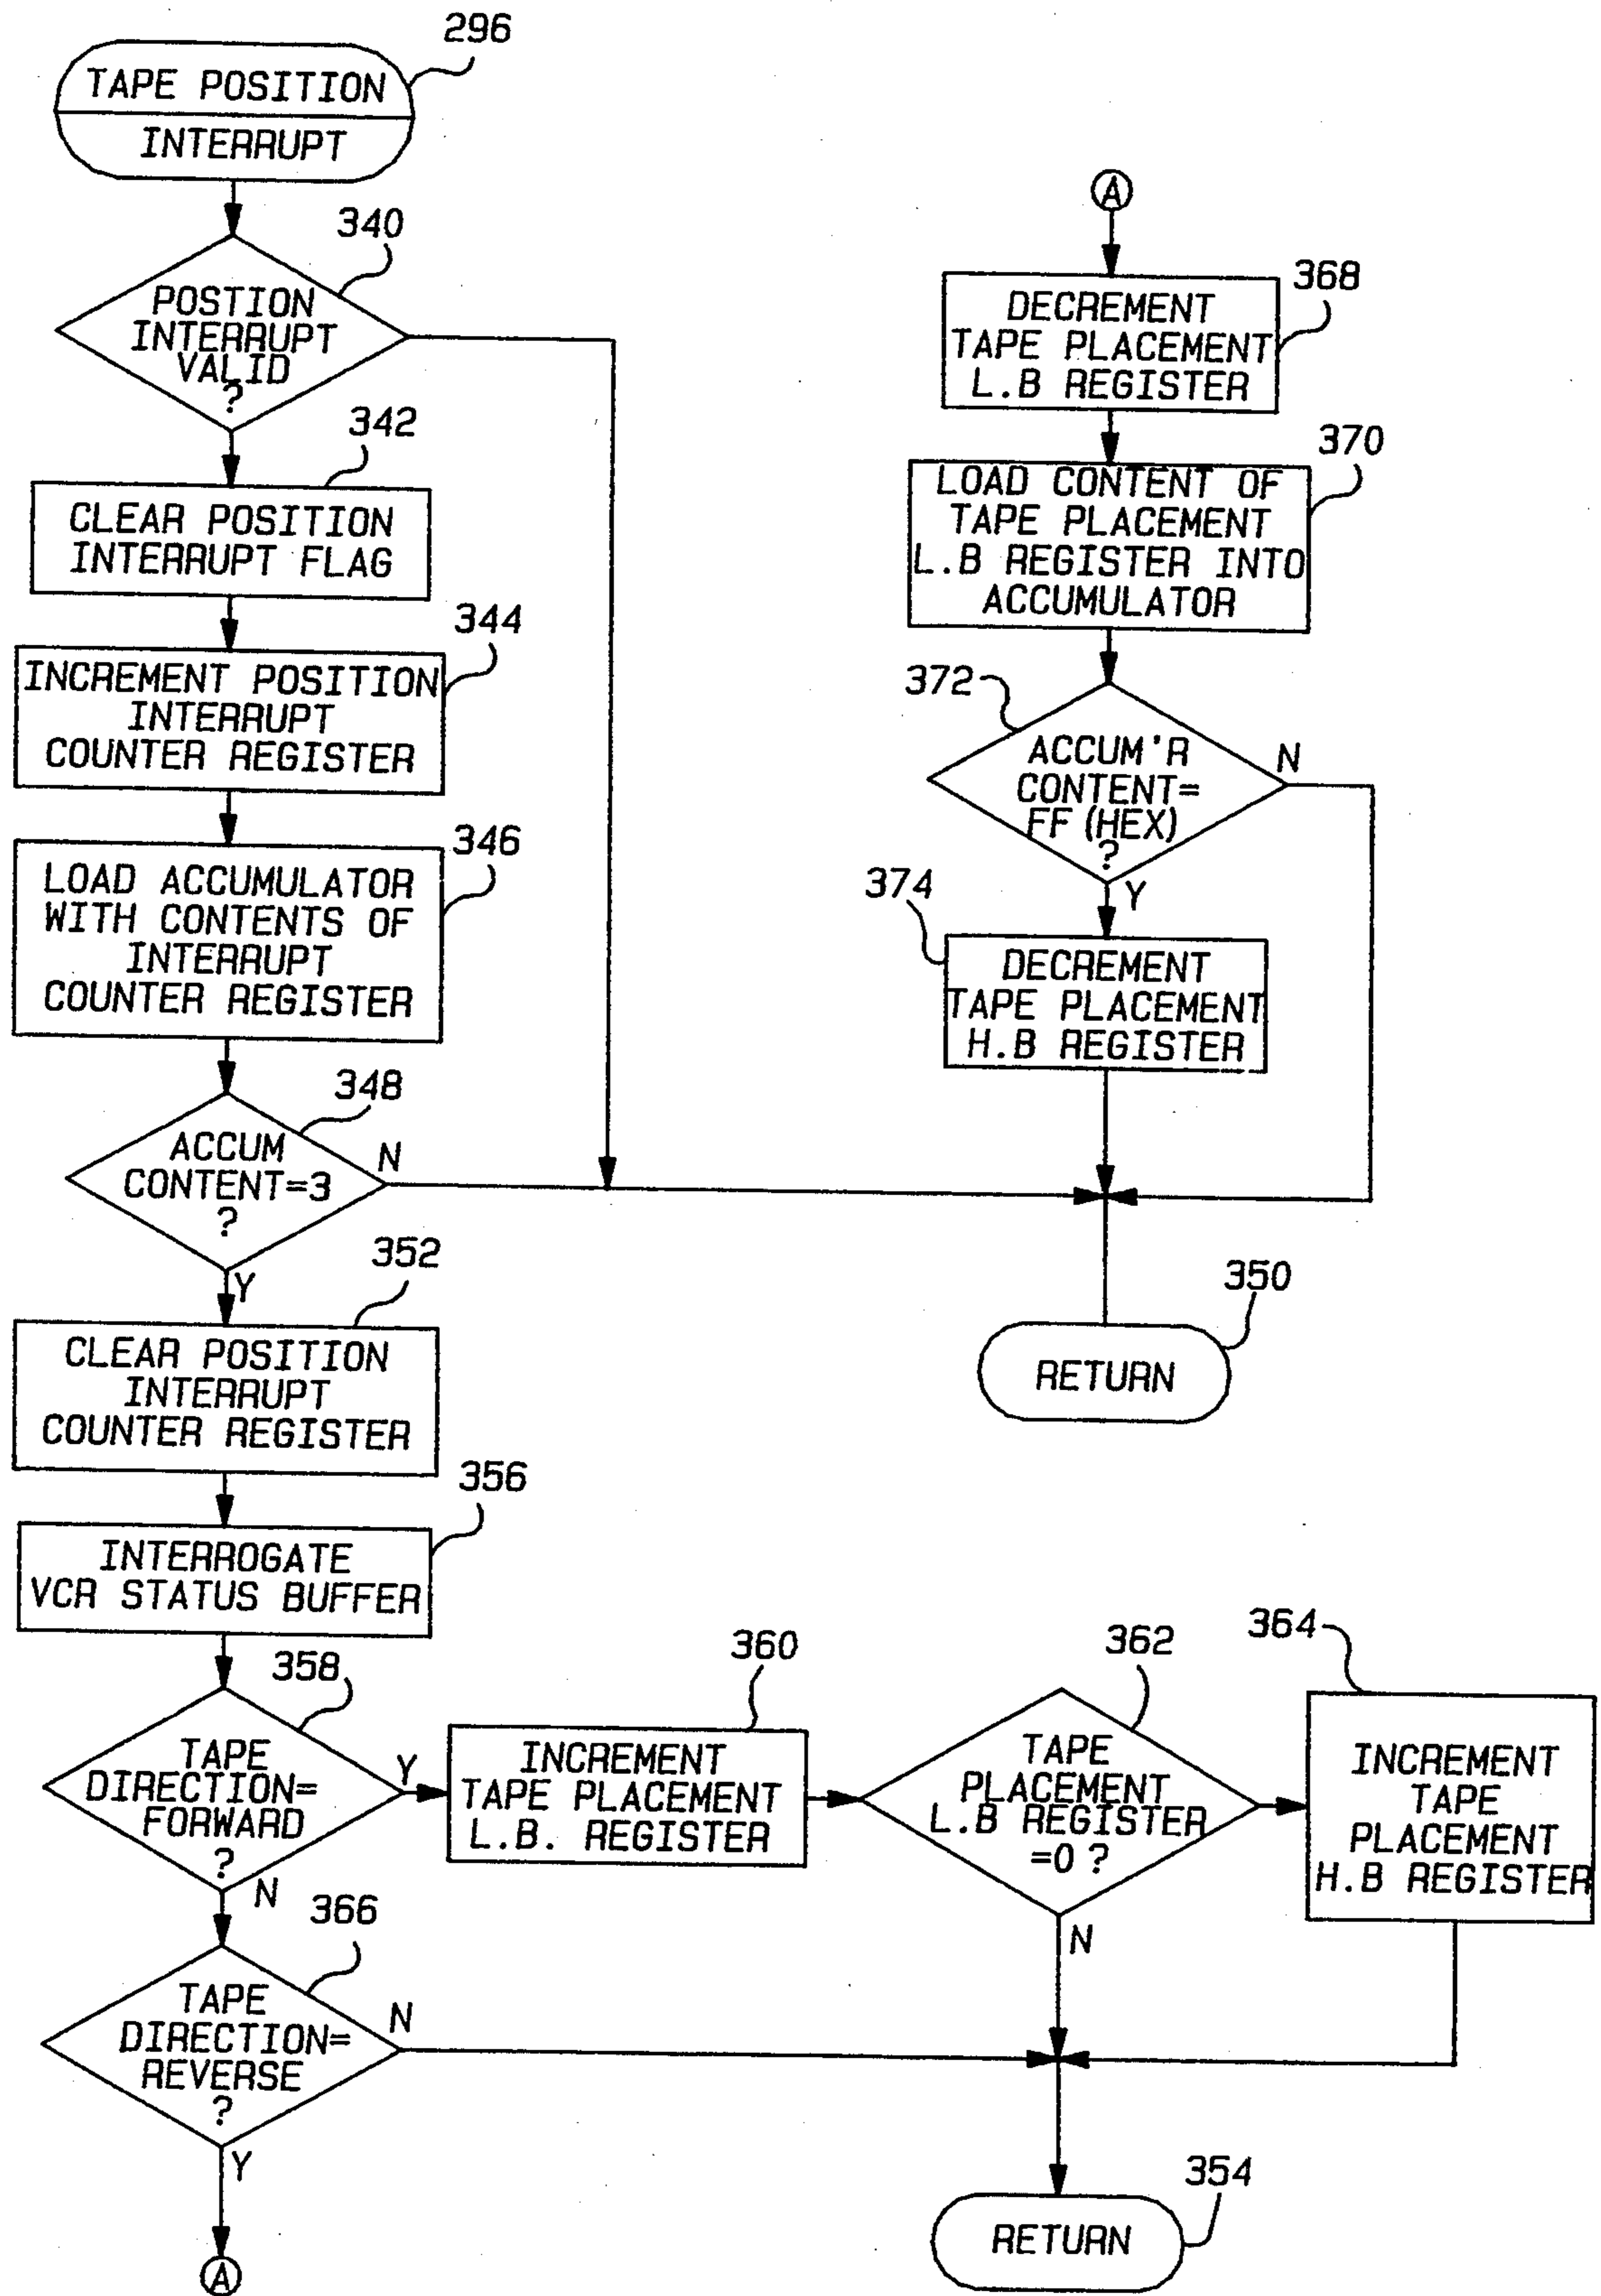 296
TAPE POSITION
INTERRUPT
340
POSTION
INTERRUPT
VALID
?
342
CLEAR POSITION
INTERRUPT FLAG
344
INCREMENT POSITION
INTERRUPT
COUNTER REGISTER
346
LOAD ACCUMULATOR
WITH CONTENTS OF
INTERRUPT
COUNTER REGISTER
348
ACCUM
CONTENT=3
?
N
Y
352
CLEAR POSITION
INTERRUPT
COUNTER REGISTER
356
INTERROGATE
VCR STATUS BUFFER
358
TAPE
DIRECTION=
FORWARD
?
Y
N
360
INCREMENT
TAPE PLACEMENT
L.B. REGISTER
362
TAPE
PLACEMENT
L.B REGISTER
=0 ?
N
364
INCREMENT
TAPE
PLACEMENT
H.B REGISTER
366
TAPE
DIRECTION=
REVERSE
?
N
Y
A
354
RETURN
A
368
DECREMENT
TAPE PLACEMENT
L.B REGISTER
370
LOAD CONTENT OF
TAPE PLACEMENT
L.B REGISTER INTO
ACCUMULATOR
372
ACCUM'R
CONTENT=
FF (HEX)
?
N
Y
374
DECREMENT
TAPE PLACEMENT
H.B REGISTER
350
RETURN